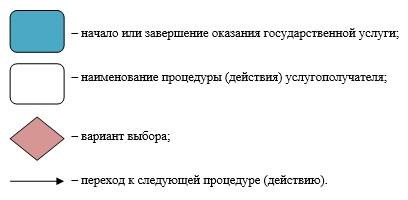 – начало или завершение оказания государственной услуги;
– наименование процедуры (действия) услугополучателя;
– вариант выбора;
– переход к следующей процедуре (действию).